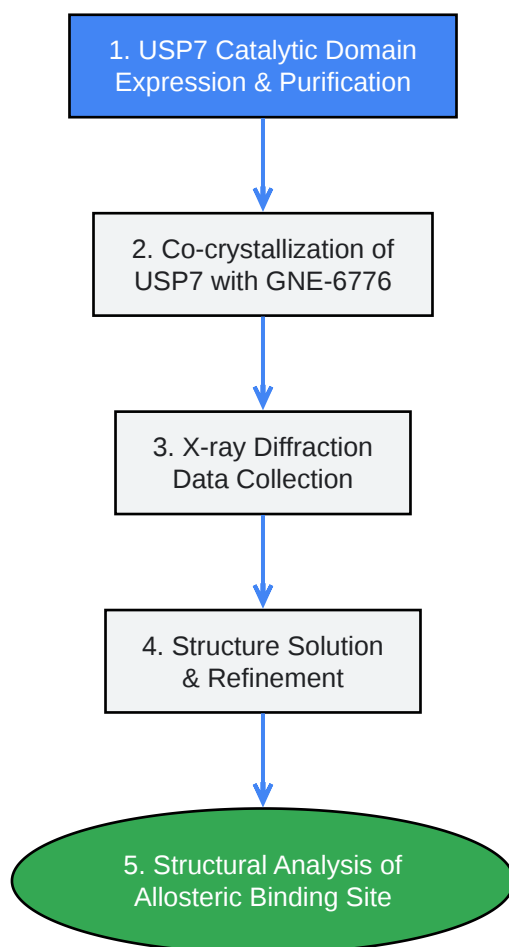 1. USP7 Catalytic Domain
Expression & Purification
2. Co-crystallization of
USP7 with GNE-6776
3. X-ray Diffraction
Data Collection
4. Structure Solution
& Refinement
5. Structural Analysis of
Allosteric Binding Site